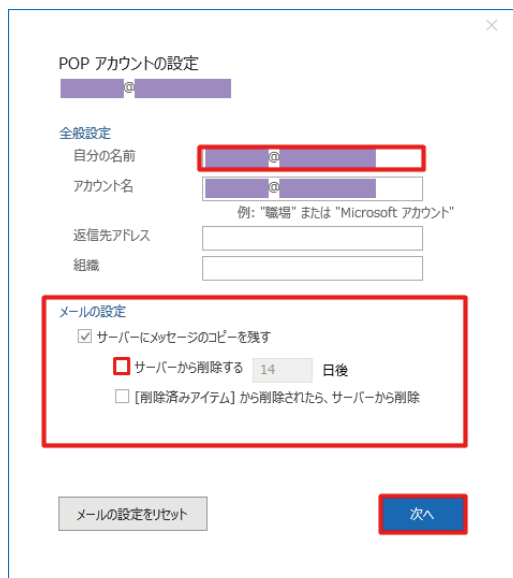 POP アカウントの設定
@
全般設定
自分の名前 @
アカウント名 @
例: "職場" または "Microsoft アカウント"
返信先アドレス
組織
メールの設定
サーバーにメッセージのコピーを残す
サーバーから削除する 14 日後
[削除済みアイテム] から削除されたら、サーバーから削除
メールの設定をリセット 次へ